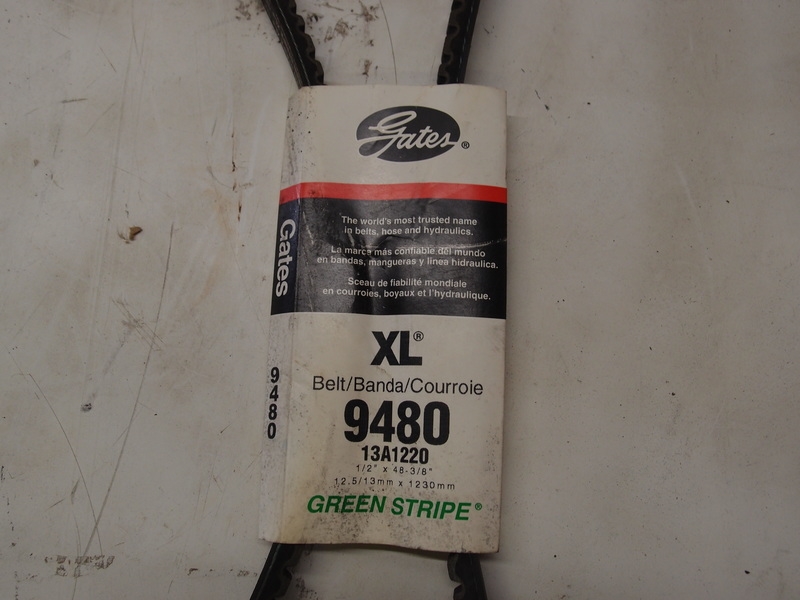 Gates®
The world's most trusted name
in belts, hose and hydraulics.
La marca más confiable del mundo
en bandas, mangueras y linea hidraulica.
Sceau de fiabilité mondiale
en courroies, boyaux et l'hydraulique.
Gates
XL®
Belt/Banda/Courroie
9480
13A1220
1/2" x 48-3/8"
12.5/13mm x 1230mm
GREEN STRIPE®
9480